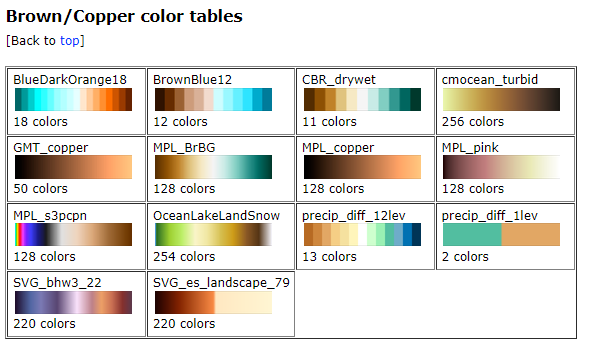 Brown/Copper color tables
[Back to top]
BlueDarkOrange18
18 colors
BrownBlue12
12 colors
CBR_drywet
11 colors
cmocean_turbid
256 colors
GMT_copper
50 colors
MPL_BrBG
128 colors
MPL_copper
128 colors
MPL_pink
128 colors
MPL_s3pcpn
128 colors
OceanLakeLandSnow
254 colors
precip_diff_12lev
13 colors
precip_diff_1lev
2 colors
SVG_bhw3_22
220 colors
SVG_es_landscape_79
220 colors